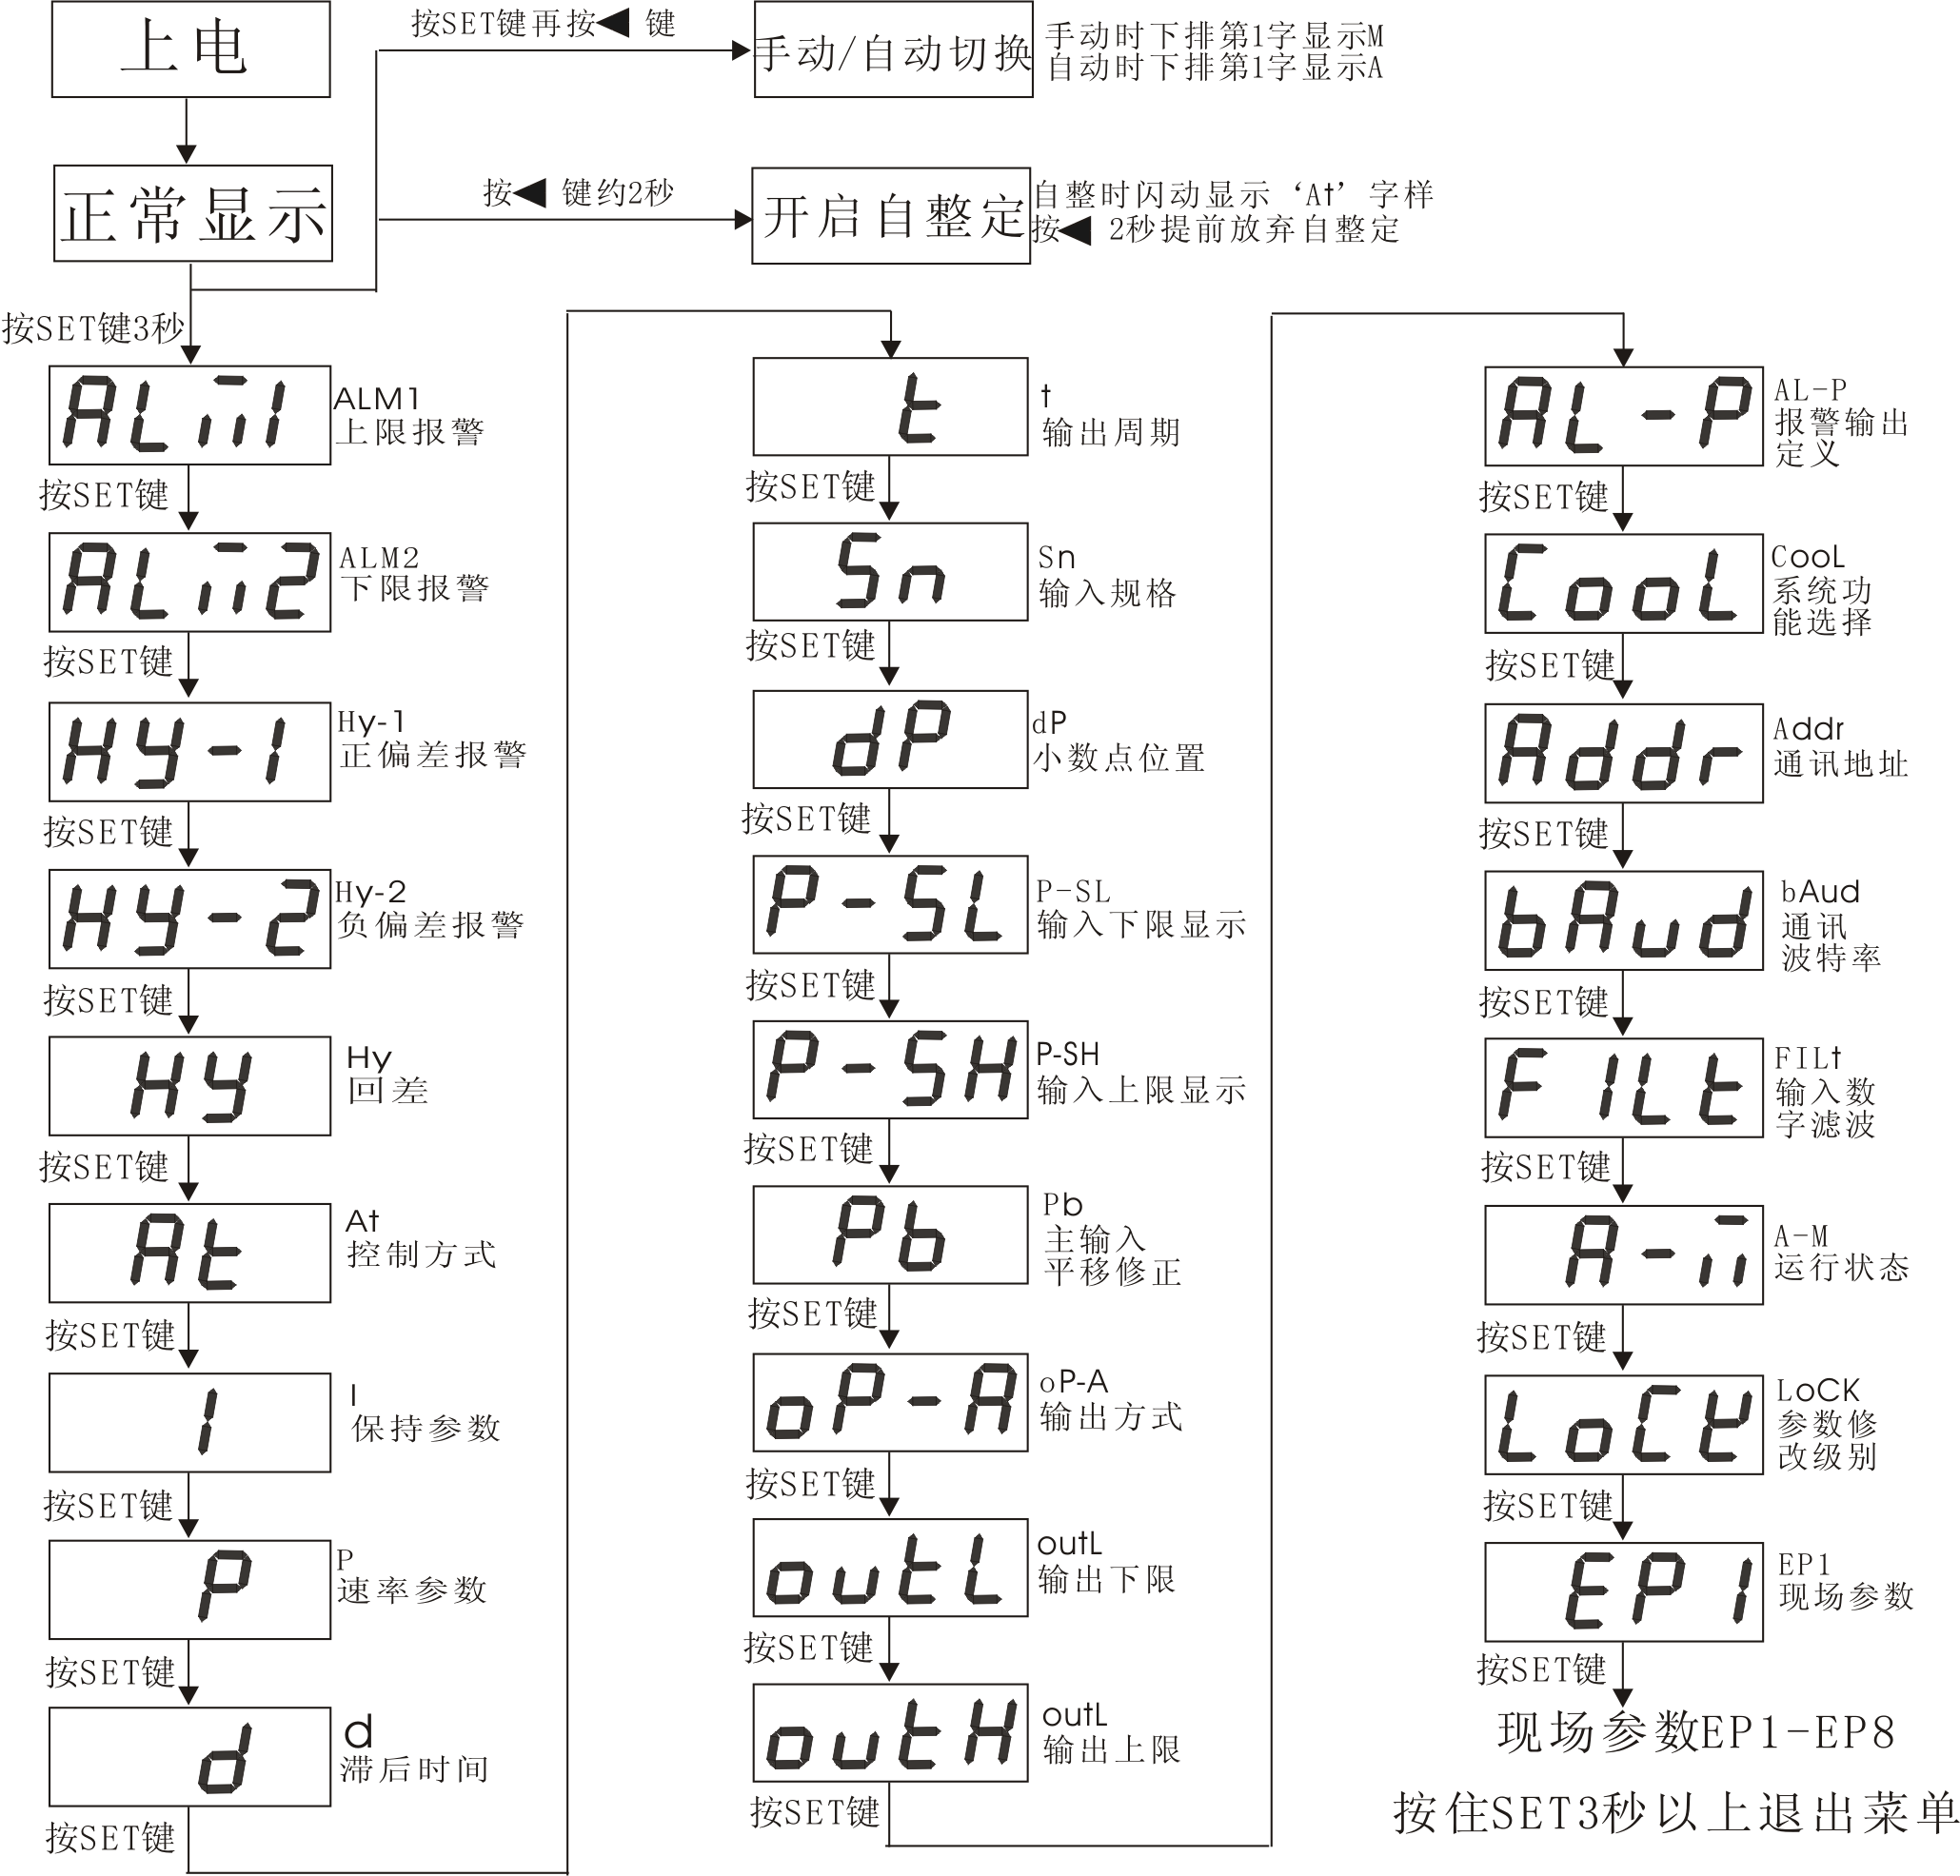 上电
按SET键再按◀ 键
手动/自动切换
手动时下排第1字显示M
自动时下排第1字显示A
正常显示
按◀ 键约2秒
开启自整定
自整时闪动显示‘At’字样
按◀ 2秒提前放弃自整定
按SET键3秒
ALM1
ALM1
上限报警
按SET键
ALM2
ALM2
下限报警
按SET键
Hy-1
Hy-1
正偏差报警
按SET键
Hy-2
Hy-2
负偏差报警
按SET键
Hy
Hy
回差
按SET键
At
At
控制方式
按SET键
I
I
保持参数
按SET键
P
P
速率参数
按SET键
d
d
滞后时间
按SET键
t
t
输出周期
按SET键
Sn
Sn
输入规格
按SET键
dP
dP
小数点位置
按SET键
P-SL
P-SL
输入下限显示
按SET键
P-SH
P-SH
输入上限显示
按SET键
Pb
Pb
主输入
平移修正
按SET键
oP-A
oP-A
输出方式
按SET键
outL
outL
输出下限
按SET键
outH
outL
输出上限
按SET键
AL-P
AL-P
报警输出
定义
按SET键
CooL
CooL
系统功
能选择
按SET键
Addr
Addr
通讯地址
按SET键
bAud
bAud
通讯
波特率
按SET键
FILt
FILt
输入数
字滤波
按SET键
A-M
A-M
运行状态
按SET键
LoCK
LoCK
参数修
改级别
按SET键
EP1
EP1
现场参数
按SET键
现场参数EP1-EP8
按住SET3秒以上退出菜单